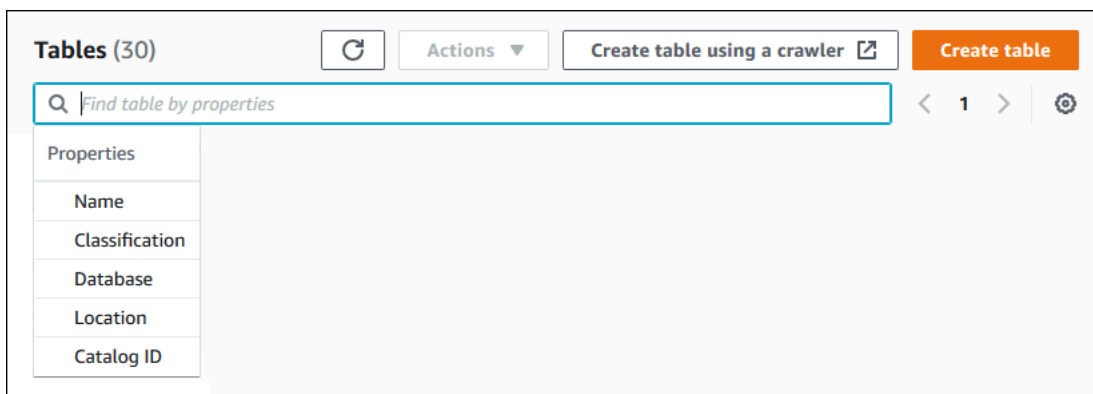 Tables (30)
Actions
Create table using a crawler
Create table
Find table by properties
1
Properties
Name
Classification
Database
Location
Catalog ID